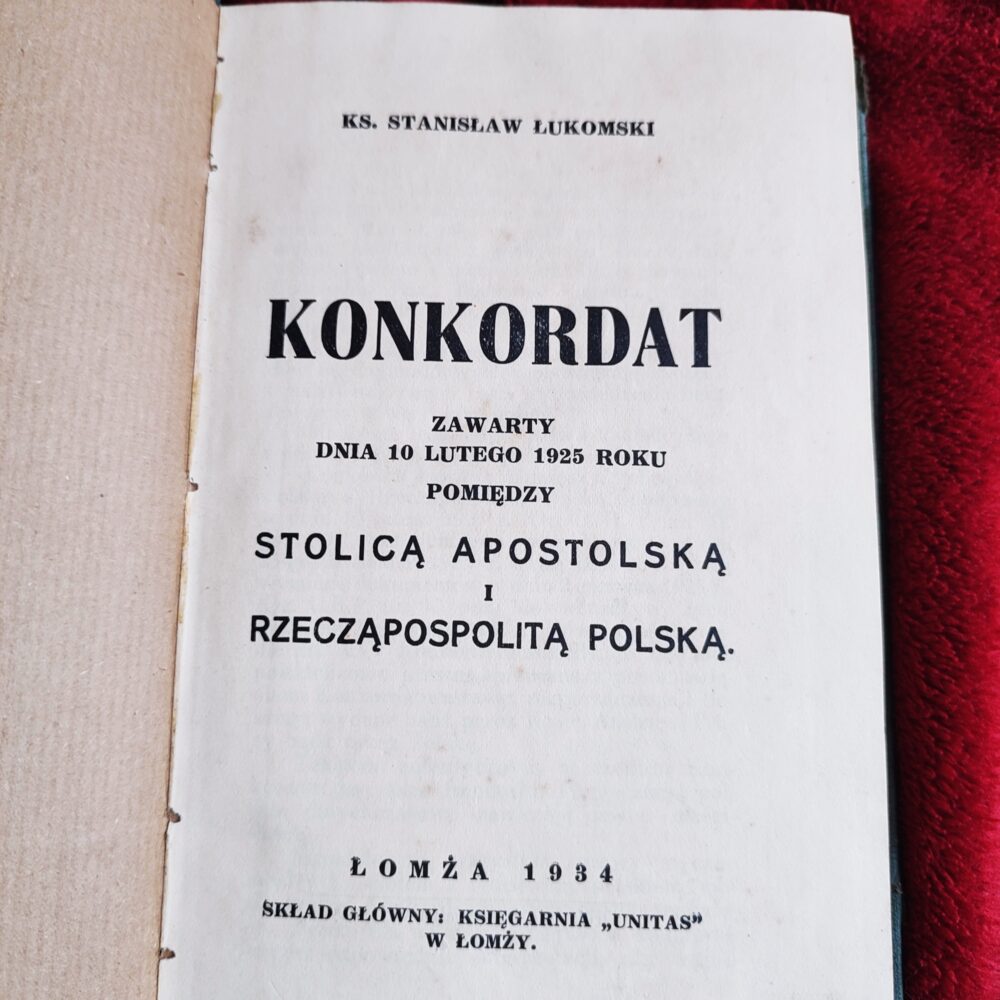 KS. STANISŁAW ŁUKOMSKI
KONKORDAT
ZAWARTY
DNIA 10 LUTEGO 1925 ROKU
POMIĘDZY
STOLICĄ APOSTOLSKĄ
I
RZECZĄPOSPOLITĄ POLSKĄ.
ŁOMŻA 1934
SKŁAD GŁÓWNY: KSIĘGARNIA „UNITAS”
W ŁOMŻY.